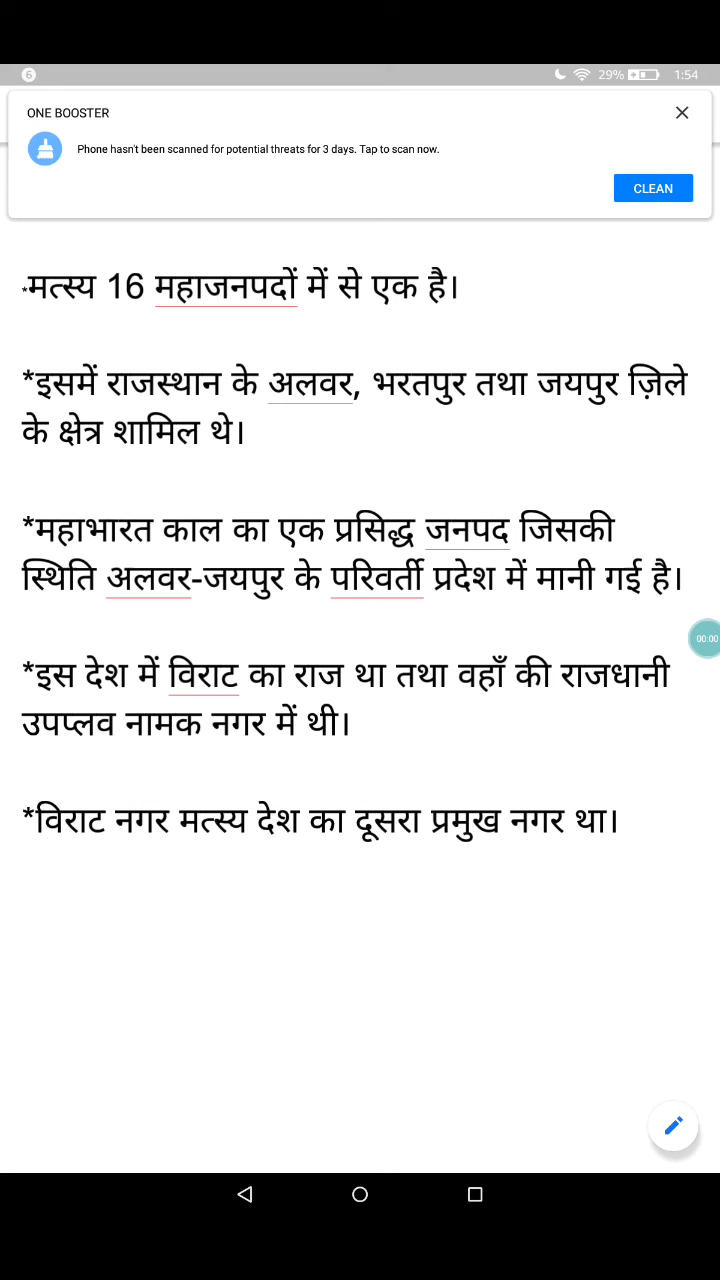 6
29%
1:54
ONE BOOSTER
Phone hasn't been scanned for potential threats for 3 days. Tap to scan now.
CLEAN
*मत्स्य 16 महाजनपदों में से एक है।
*इसमें राजस्थान के अलवर, भरतपुर तथा जयपुर ज़िले
के क्षेत्र शामिल थे।
*महाभारत काल का एक प्रसिद्ध जनपद जिसकी
स्थिति अलवर-जयपुर के परिवर्ती प्रदेश में मानी गई है।
00:00
*इस देश में विराट का राज था तथा वहाँ की राजधानी
उपप्लव नामक नगर में थी।
*विराट नगर मत्स्य देश का दूसरा प्रमुख नगर था।